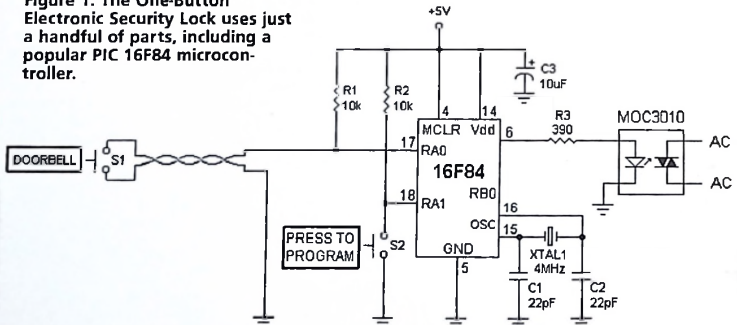 Figure 1. The One-Button
Electronic Security Lock uses just
a handful of parts, including a
popular PIC 16F84 microcon-
troller.
+5V
C3
10uF
R1
10k
R2
10k
4
14
MCLR
Vdd
R3
390
MOC3010
6
AC
AC
17
RA0
16F84
DOORBELL
S1
18
RA1
RB0
16
OSC
15
PRESS TO
PROGRAM
S2
GND
5
XTAL1
4MHz
C1
22pF
C2
22pF